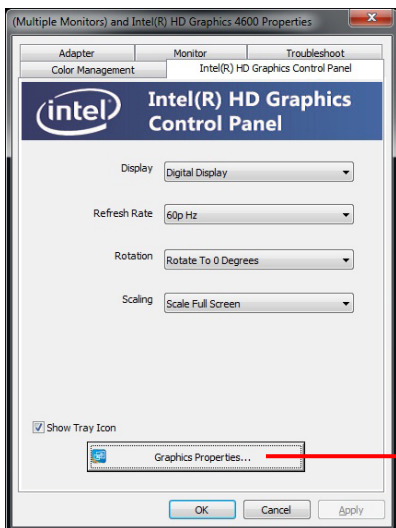 (Multiple Monitors) and Intel(R) HD Graphics 4600 Properties
Adapter Monitor Troubleshoot
Color Management Intel(R) HD Graphics Control Panel
intel Intel(R) HD Graphics
Control Panel
Display Digital Display
Refresh Rate 60p Hz
Rotation Rotate To 0 Degrees
Scaling Scale Full Screen
Show Tray Icon
Graphics Properties...
OK Cancel Apply